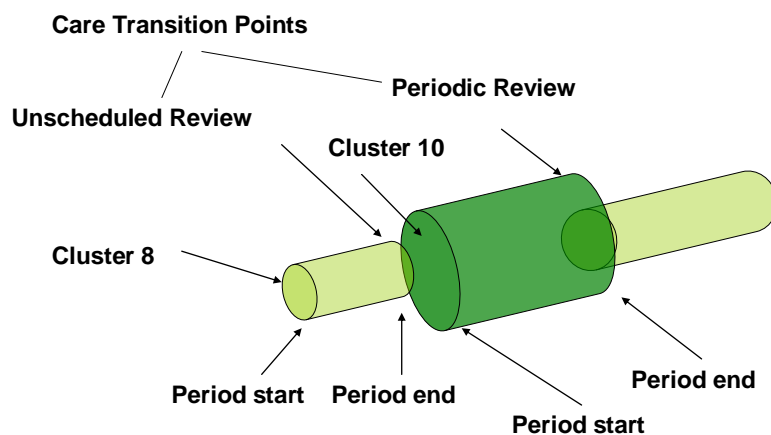 Care Transition Points
Periodic Review
Unscheduled Review
Cluster 10
Cluster 8
Period start
Period end
Period end
Period start